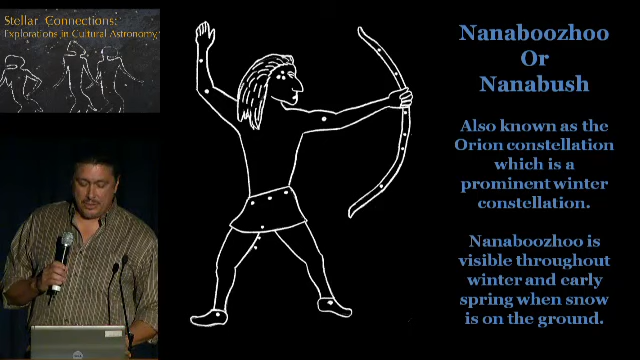 Stellar Connections:
Explorations in Cultural Astronomy
Nanaboozhoo
Or
Nanabush
Also known as the
Orion constellation
which is a
prominent winter
constellation.
Nanaboozhoo is
visible throughout
winter and early
spring when snow
is on the ground.